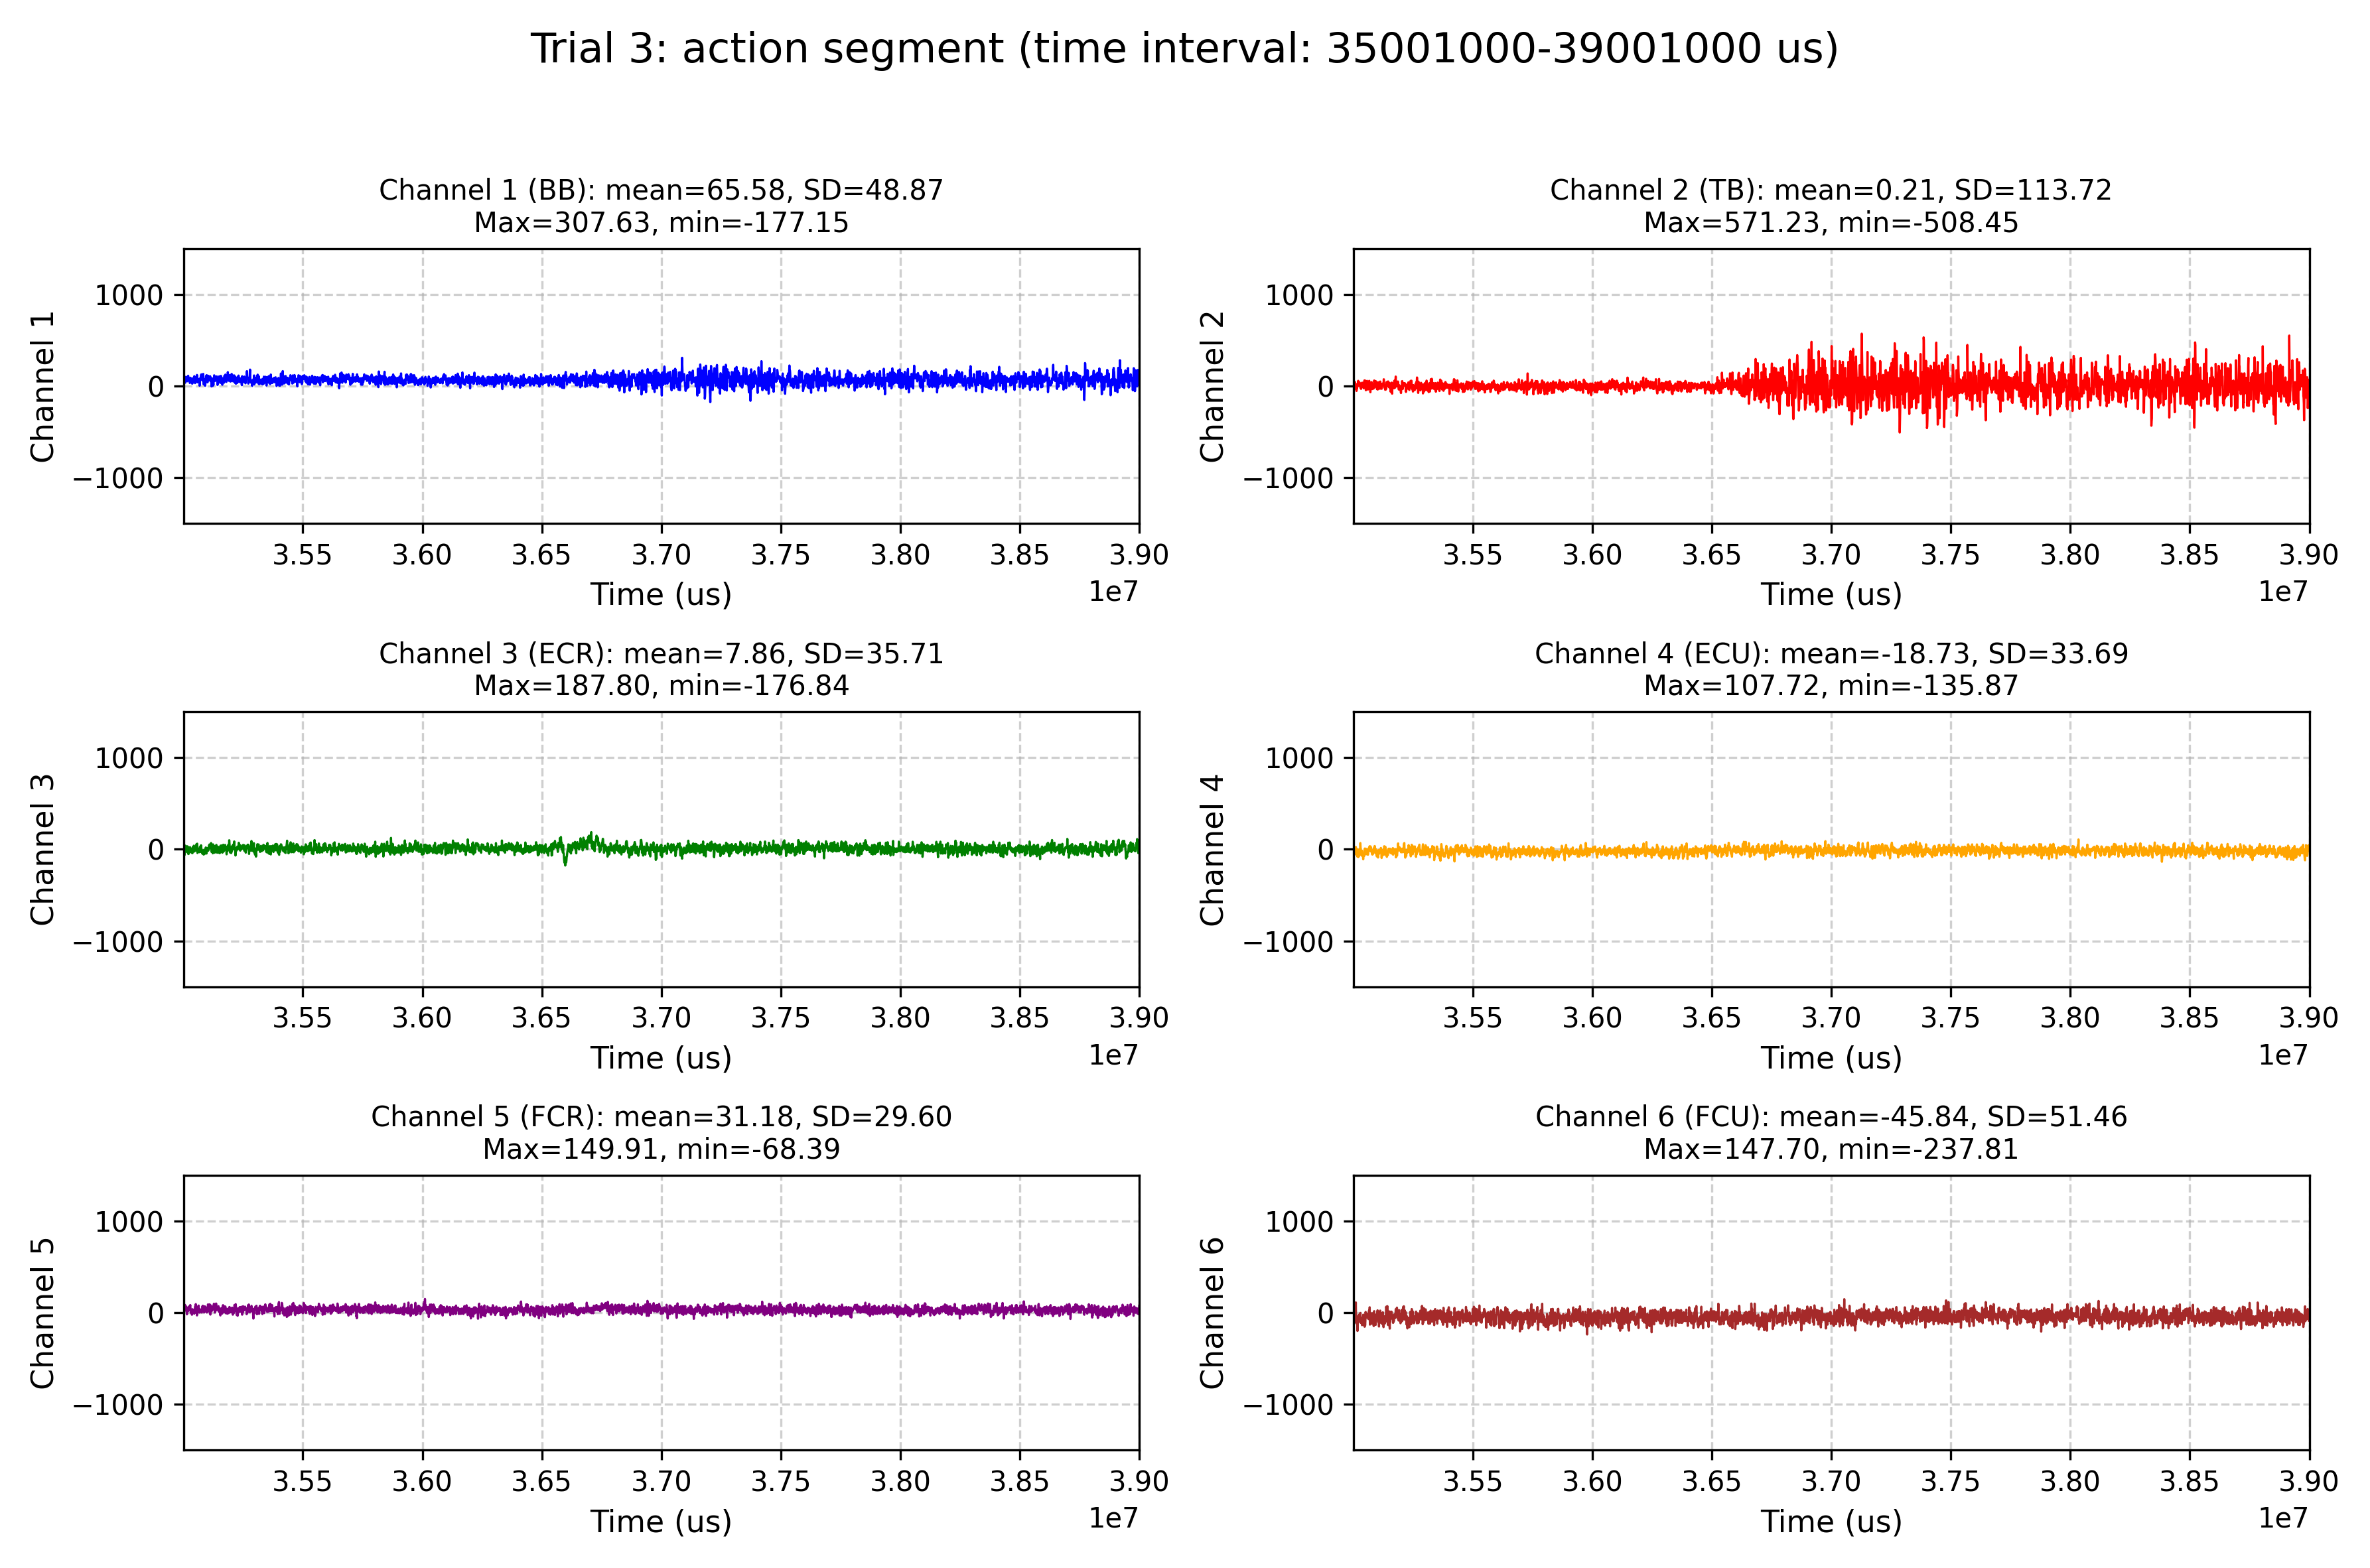 Trial 3: action segment (time interval: 35001000-39001000 us)
Channel 1 (BB): mean=65.58, SD=48.87
Max=307.63, min=-177.15
Channel 1
1000
0
−1000
3.55 3.60 3.65 3.70 3.75 3.80 3.85 3.90
Time (us)
1e7
Channel 2 (TB): mean=0.21, SD=113.72
Max=571.23, min=-508.45
Channel 2
1000
0
−1000
3.55 3.60 3.65 3.70 3.75 3.80 3.85 3.90
Time (us)
1e7
Channel 3 (ECR): mean=7.86, SD=35.71
Max=187.80, min=-176.84
Channel 3
1000
0
−1000
3.55 3.60 3.65 3.70 3.75 3.80 3.85 3.90
Time (us)
1e7
Channel 4 (ECU): mean=-18.73, SD=33.69
Max=107.72, min=-135.87
Channel 4
1000
0
−1000
3.55 3.60 3.65 3.70 3.75 3.80 3.85 3.90
Time (us)
1e7
Channel 5 (FCR): mean=31.18, SD=29.60
Max=149.91, min=-68.39
Channel 5
1000
0
−1000
3.55 3.60 3.65 3.70 3.75 3.80 3.85 3.90
Time (us)
1e7
Channel 6 (FCU): mean=-45.84, SD=51.46
Max=147.70, min=-237.81
Channel 6
1000
0
−1000
3.55 3.60 3.65 3.70 3.75 3.80 3.85 3.90
Time (us)
1e7